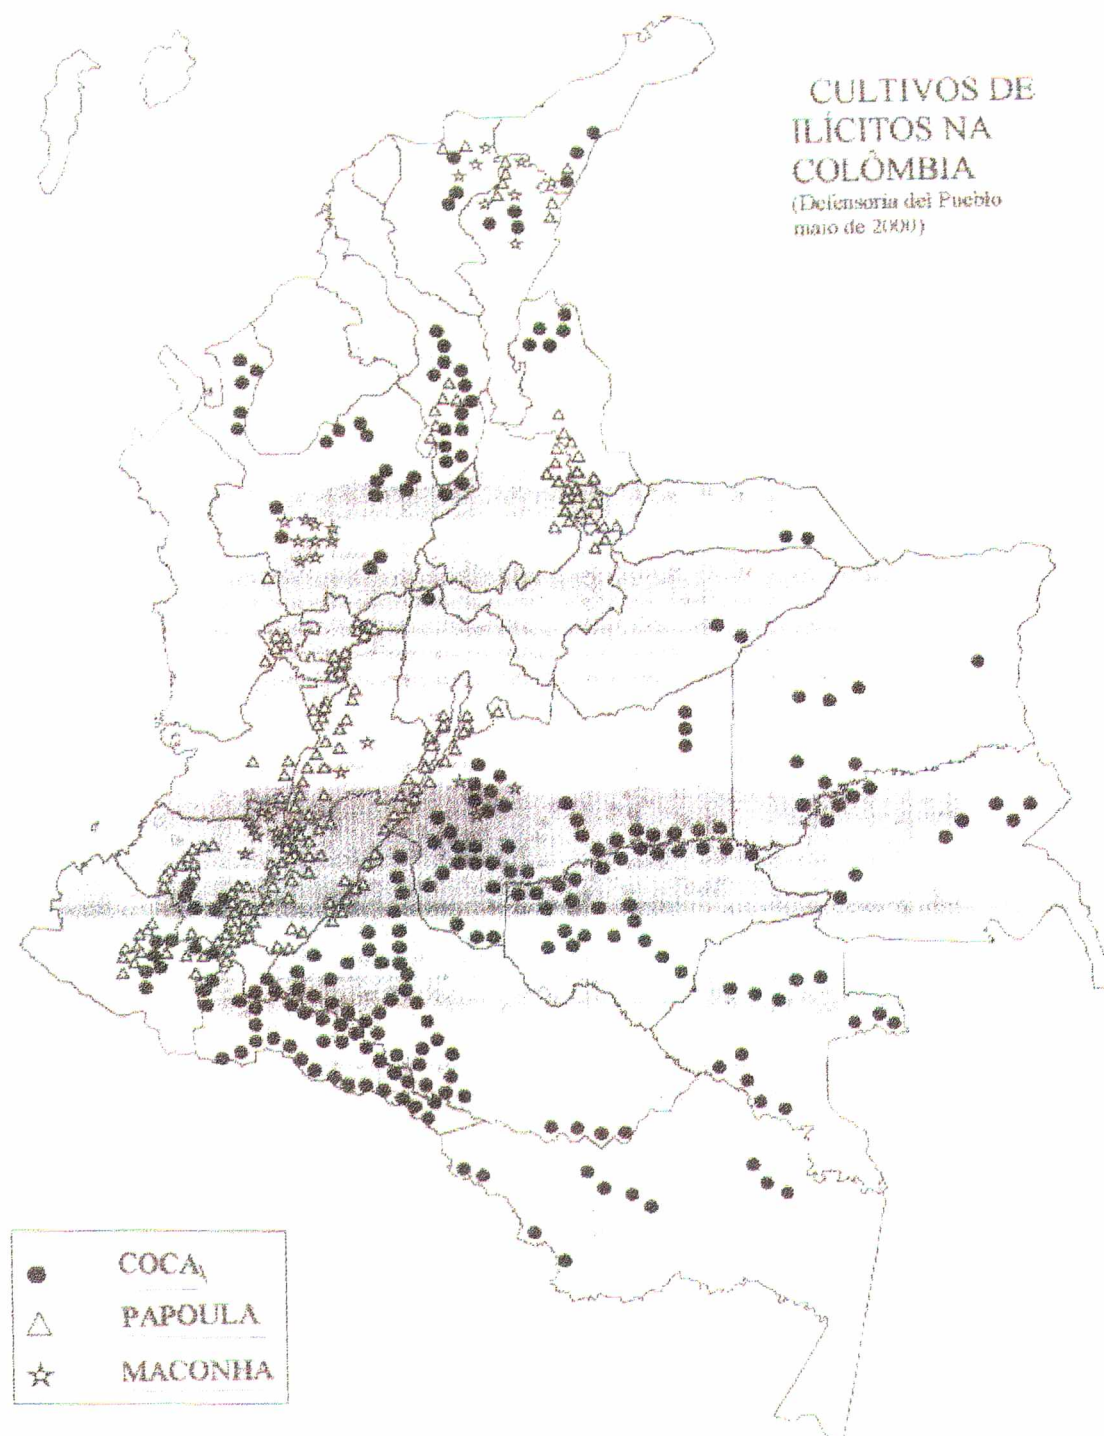 CULTIVOS DE
ILÍCITOS NA
COLÔMBIA
(Defensoria del Pueblo
maio de 2000)
COCA
PAPOULA
MACONHA